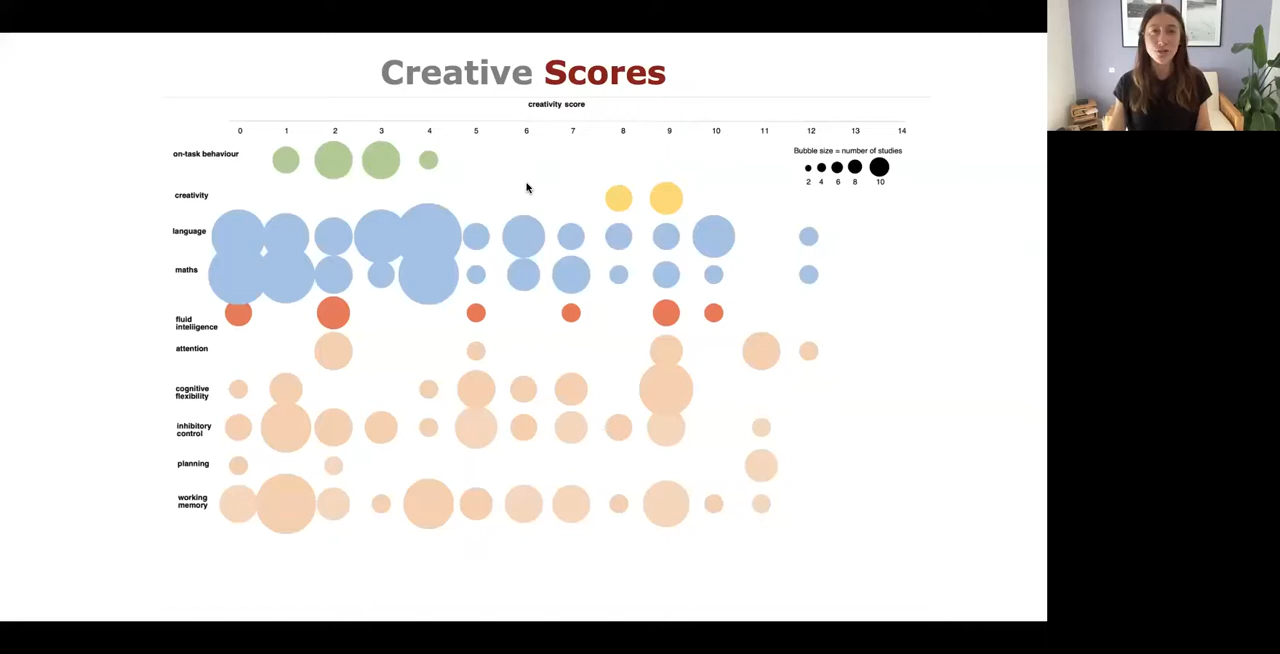 Creative Scores
creativity score
0 1 2 3 4 5 6 7 8 9 10 11 12 13 14
on-task behaviour
Bubble size = number of studies
2 4 6 8 10
creativity
language
maths
fluid
intelligence
attention
cognitive
flexibility
inhibitory
control
planning
working
memory